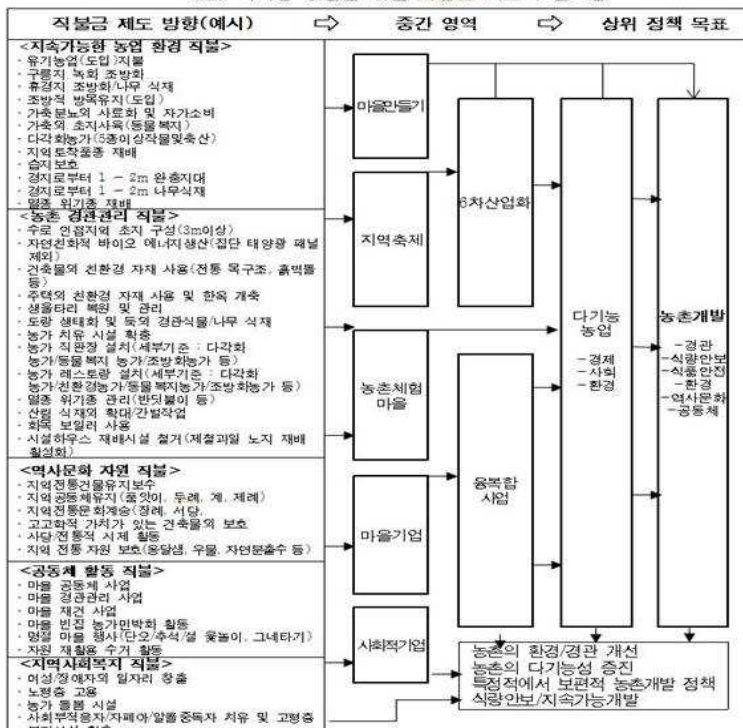 직불금 제도 방향(예시)
중간 영역
상위 정책 목표
<지속가능한 농업 환경 직불>
· 유기농업(도입)지불
· 구릉지 녹화 조방화
· 휴경지 조방화/나무 식재
· 조방적 방목유지(도입)
· 가축분뇨의 사료화 및 자가소비
· 가축의 초지사육(동물복지)
· 다각화농가(5종이상작물및축산)
· 지역토착품종 재배
· 습지보호
· 경지로부터 1 - 2m 완충지대
· 경지로부터 1 - 2m 나무식재
· 멸종 위기종 재배
<농촌 경관관리 직불>
· 수로 인접지역 초지 구성(3m이상)
· 자연친화적 바이오 에너지생산(집단 태양광 패널
제외)
· 건축물의 친환경 자재 사용(전통 목구조, 흙벽돌
등)
· 주택의 친환경 자재 사용 및 한옥 개축
· 생울타리 복원 및 관리
· 도랑 생태화 및 둑의 경관식물/나무 식재
· 농가 치유 시설 확충
· 농가 직판장 설치(세부기준 : 다각화
농가/동물복지 농가/조방화농가 등)
· 농가 레스토랑 설치(세부기준 : 다각화
농가/친환경농가/동물복지농가/조방화농가 등)
· 멸종 위기종 관리(반딧불이 등)
· 산림 식재의 확대/간벌작업
· 화목 보일러 사용
· 시설하우스 재배시설 철거(제철과일 노지 재배
활성화)
<역사문화 자원 직불>
· 지역전통건물유지보수
· 지역공동체유지(품앗이, 두레, 계, 제례)
· 지역전통문화계승(장례, 서당,
· 고고학적 가치가 있는 건축물의 보호
· 사당/전통적 시제 활동
· 지역 전통 자원 보호(옹달샘, 우물, 자연분출수 등)
<공동체 활동 직불>
· 마을 공동체 사업
· 마을 경관관리 사업
· 마을 재건 사업
· 마을 빈집 농가민박화 활동
· 명절 마을 행사(단오/추석/설 윷놀이, 그네타기)
· 자원 재활용 수거 활동
<지역사회복지 직불>
· 여성/장애자의 일자리 창출
· 노령층 고용
· 농가 돌봄 시설
· 사회부적응자/자폐아/알콜중독자 치유 및 고령층
마을만들기
지역축제
농촌체험
마을
마을기업
사회적기업
6차산업화
융복합
사업
다기능
농업
-경제
-사회
-환경
농촌개발
-경관
-식량안보
-식품안전
-환경
-역사문화
-공동체
농촌의 환경/경관 개선
농촌의 다기능성 증진
특정적에서 보편적 농촌개발 정책
식량안보/지속가능개발